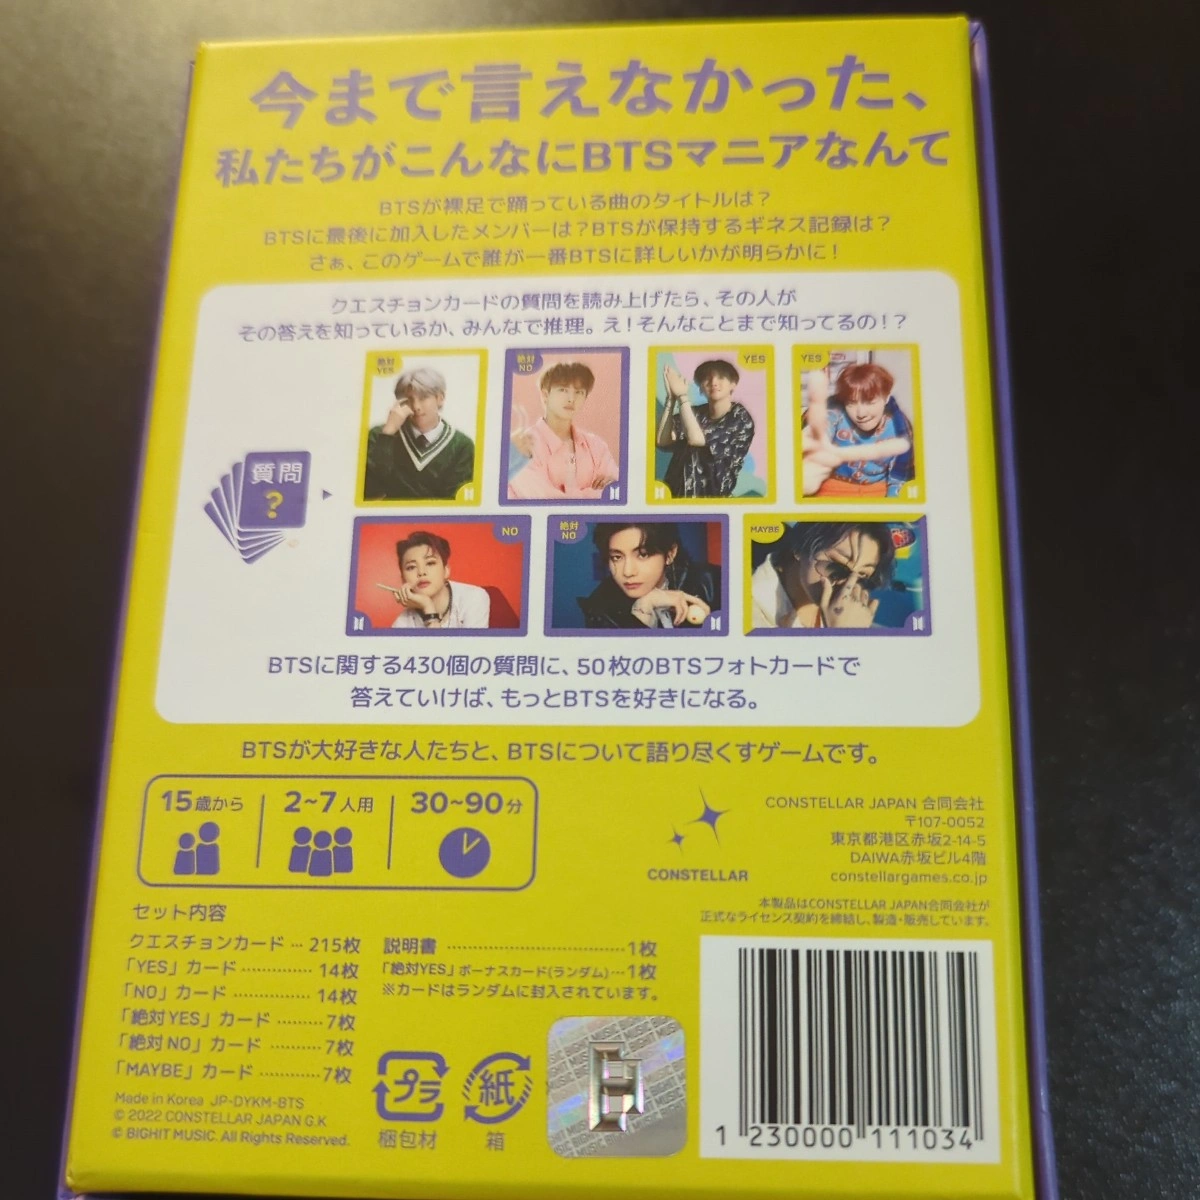 今まで言えなかった、
私たちがこんなにBTSマニアなんて
BTSが裸足で踊っている曲のタイトルは？
BTSに最後に加入したメンバーは？BTSが保持するギネス記録は？
さぁ、このゲームで誰が一番BTSに詳しいかが明らかに！
クエスチョンカードの質問を読み上げたら、その人が
その答えを知っているか、みんなで推理。え！そんなことまで知ってるの！？
絶対 YES
絶対 NO
YES
YES
質問
?
NO
絶対 NO
MAYBE
BTSに関する430個の質問に、50枚のBTSフォトカードで
答えていけば、もっとBTSを好きになる。
BTSが大好きな人たちと、BTSについて語り尽くすゲームです。
15歳から
2~7人用
30~90分
CONSTELLAR
CONSTELLAR JAPAN 合同会社
〒107-0052
東京都港区赤坂2-14-5
DAIWA赤坂ビル4階
constellargames.co.jp
本製品はCONSTELLAR JAPAN合同会社が
正式なライセンス契約を締結し、製造・販売しています。
セット内容
クエスチョンカード … 215枚
「YES」カード ………… 14枚
「NO」カード ………… 14枚
「絶対YES」カード ……… 7枚
「絶対NO」カード ……… 7枚
「MAYBE」カード ……… 7枚
説明書 …………………… 1枚
「絶対YES」ボーナスカード(ランダム)… 1枚
※カードはランダムに封入されています。
Made in Korea JP-DYKM-BTS
© 2022 CONSTELLAR JAPAN G.K
© BIGHIT MUSIC. All Rights Reserved.
プラ
梱包材
紙
箱
1 230000 111034